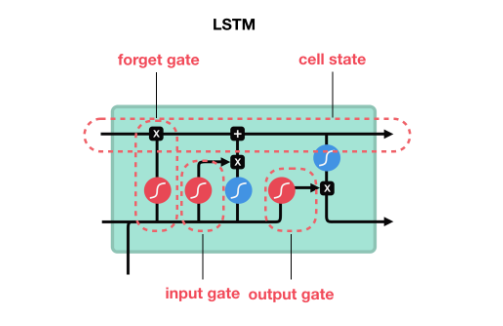 LSTM
forget gate
cell state
x
+
x
x
input gate
output gate